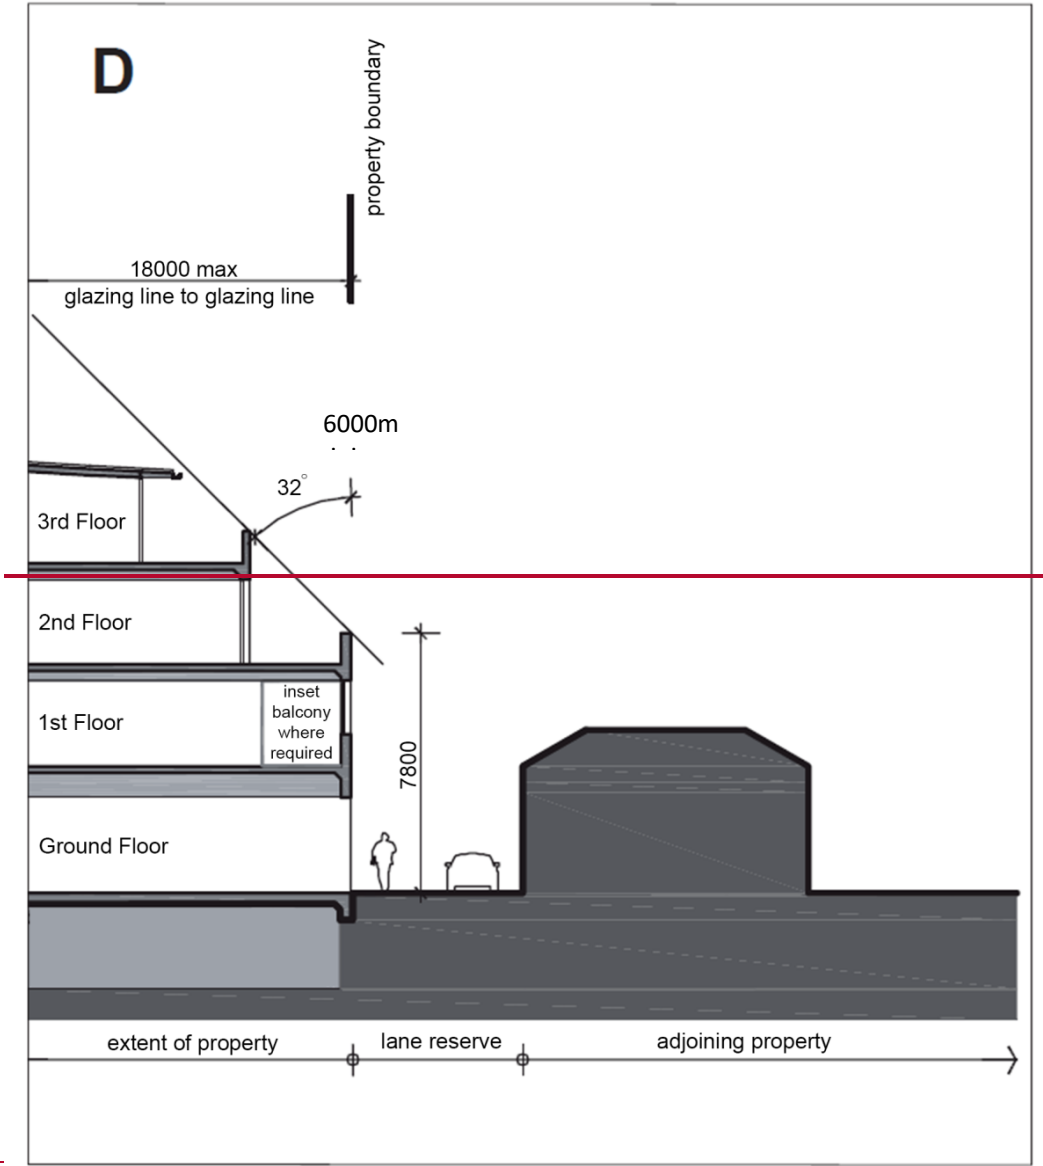 D
property boundary
18000 max
glazing line to glazing line
6000m
32°
3rd Floor
2nd Floor
1st Floor
inset
balcony
where
required
7800
Ground Floor
extent of property
lane reserve
adjoining property